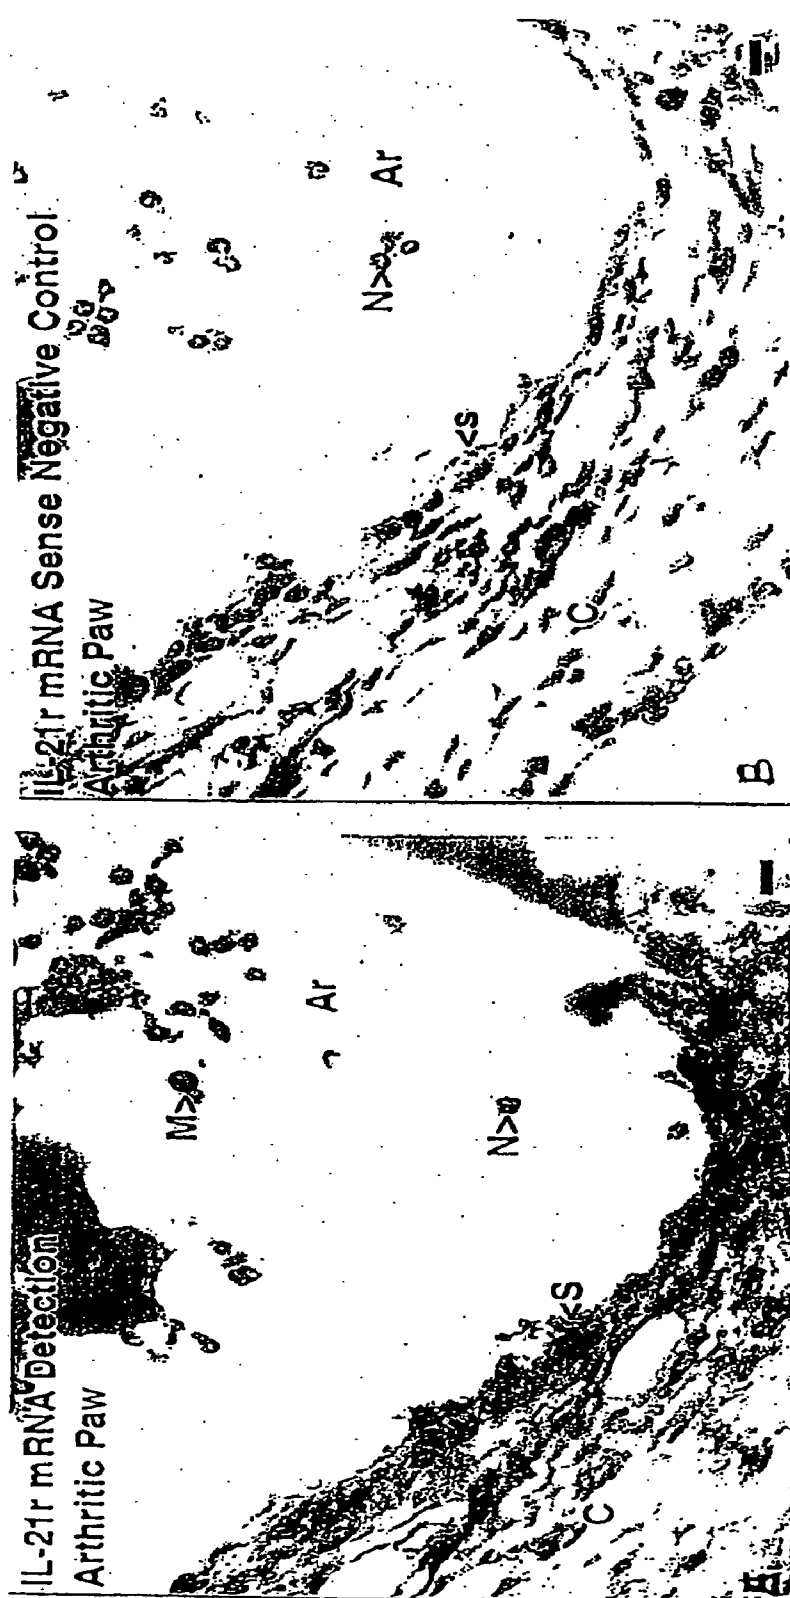 IL-21r mRNA Detection
Arthritic Paw
M>
Ar
N>
<S
C
A
IL-21r mRNA Sense Negative Control
Arthritic Paw
N>
Ar
<s
C
B